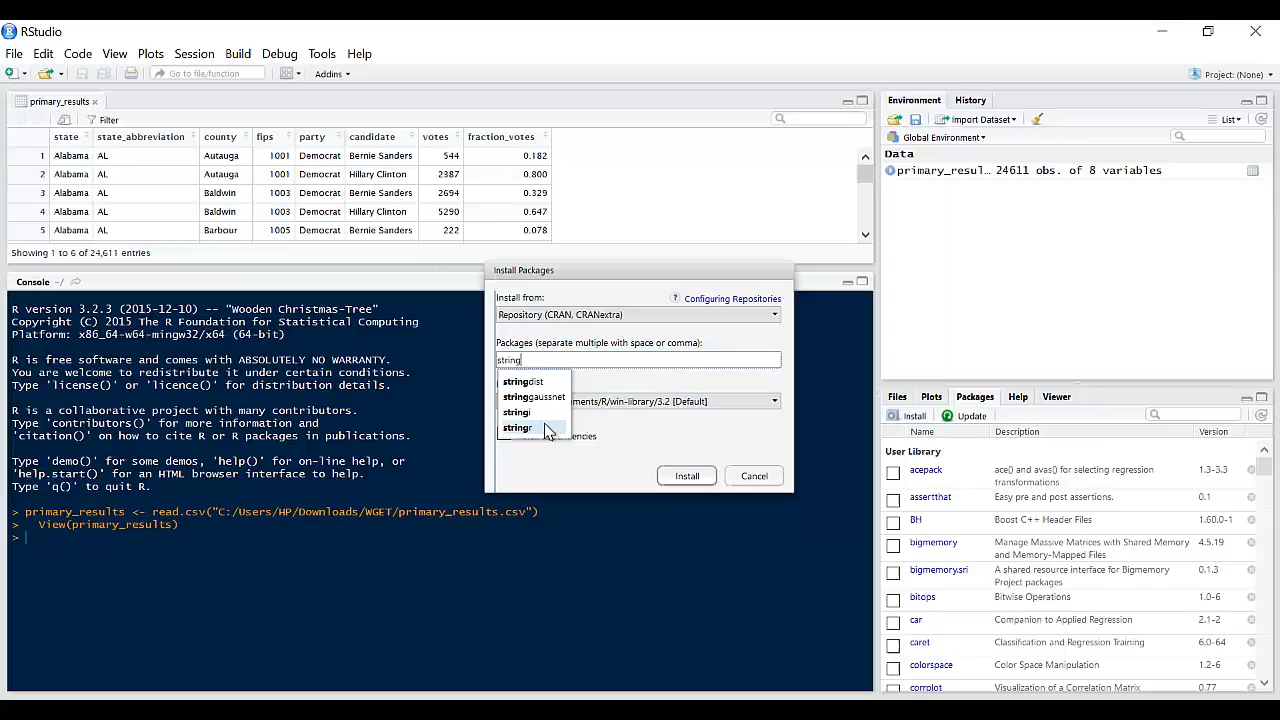 RStudio
File Edit Code View Plots Session Build Debug Tools Help
Go to file/function Addins Project: (None)
primary_results
Filter
state state_abbreviation county fips party candidate votes fraction_votes
1 Alabama AL Autauga 1001 Democrat Bernie Sanders 544 0.182
2 Alabama AL Autauga 1001 Democrat Hillary Clinton 2387 0.800
3 Alabama AL Baldwin 1003 Democrat Bernie Sanders 2694 0.329
4 Alabama AL Baldwin 1003 Democrat Hillary Clinton 5290 0.647
5 Alabama AL Barbour 1005 Democrat Bernie Sanders 222 0.078
Showing 1 to 6 of 24,611 entries
Console ~/
R version 3.2.3 (2015-12-10) -- "Wooden Christmas-Tree"
Copyright (C) 2015 The R Foundation for Statistical Computing
Platform: x86_64-w64-mingw32/x64 (64-bit)
R is free software and comes with ABSOLUTELY NO WARRANTY.
You are welcome to redistribute it under certain conditions.
Type 'license()' or 'licence()' for distribution details.
R is a collaborative project with many contributors.
Type 'contributors()' for more information and
'citation()' on how to cite R or R packages in publications.
Type 'demo()' for some demos, 'help()' for on-line help, or
'help.start()' for an HTML browser interface to help.
Type 'q()' to quit R.
> primary_results <- read.csv("C:/Users/HP/Downloads/WGET/primary_results.csv")
> View(primary_results)
>
Install Packages
Install from:
? Configuring Repositories
Repository (CRAN, CRANextra)
Packages (separate multiple with space or comma):
string
stringdist
stringgaussnet
stringi
stringr
ments/R/win-library/3.2 [Default]
encies
Install Cancel
Environment History
Import Dataset List
Global Environment
Data
primary_resul... 24611 obs. of 8 variables
Files Plots Packages Help Viewer
Install Update
Name Description Version
User Library
acepack ace() and avas() for selecting regression transformations 1.3-3.3
assertthat Easy pre and post assertions. 0.1
BH Boost C++ Header Files 1.60.0-1
bigmemory Manage Massive Matrices with Shared Memory and Memory-Mapped Files 4.5.19
bigmemory.sri A shared resource interface for Bigmemory Project packages 0.1.3
bitops Bitwise Operations 1.0-6
car Companion to Applied Regression 2.1-2
caret Classification and Regression Training 6.0-64
colorspace Color Space Manipulation 1.2-6
corrplot Visualization of a Correlation Matrix 0.77